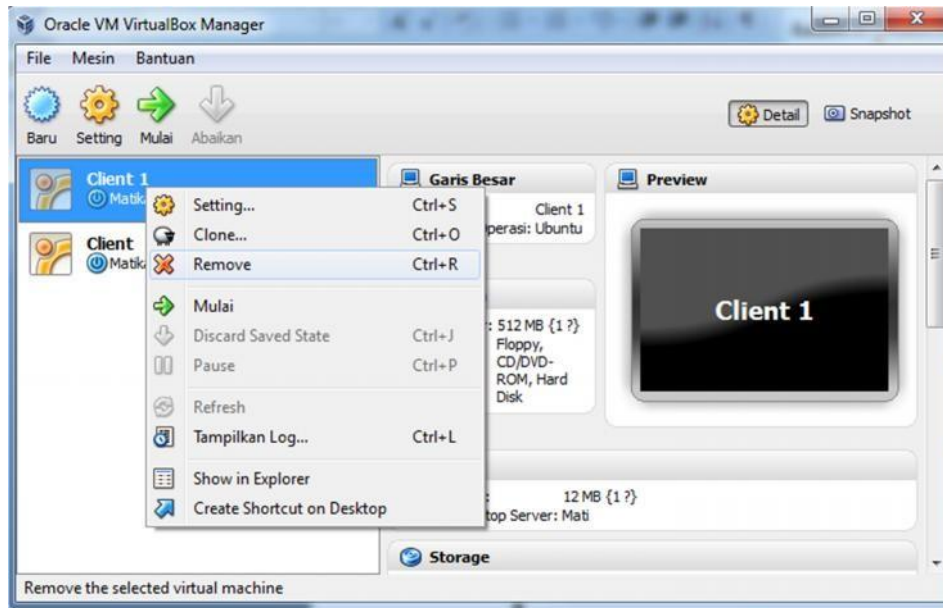 Oracle VM VirtualBox Manager
File Mesin Bantuan
Baru Setting Mulai Abaikan
Detail Snapshot
Client 1
Client
Setting... Ctrl+S
Clone... Ctrl+O
Remove Ctrl+R
Mulai
Discard Saved State Ctrl+J
Pause Ctrl+P
Refresh
Tampilkan Log... Ctrl+L
Show in Explorer
Create Shortcut on Desktop
Garis Besar
Client 1
Ubuntu
: 512 MB {1 ?}
Floppy,
CD/DVD-
ROM, Hard
Disk
Preview
Client 1
: 12 MB {1 ?}
Server: Mati
Storage
Remove the selected virtual machine